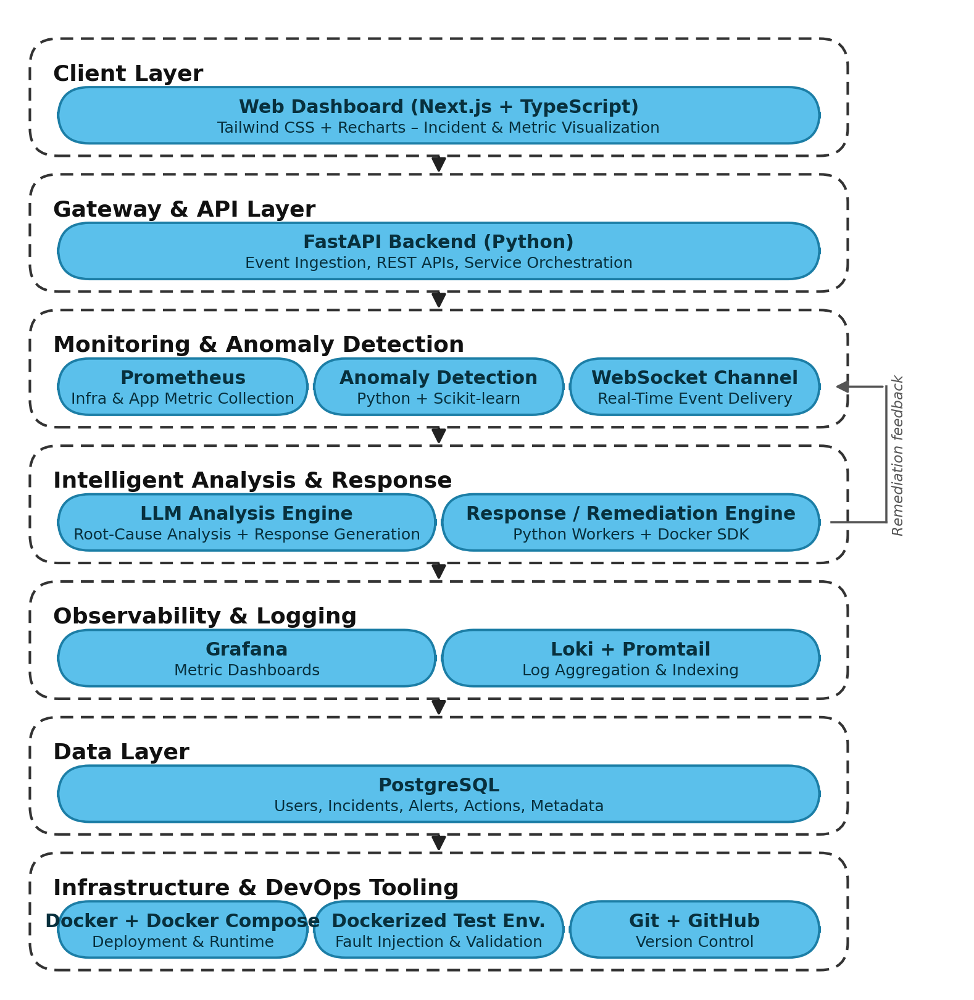 Client Layer
Web Dashboard (Next.js + TypeScript)
Tailwind CSS + Recharts – Incident & Metric Visualization
Gateway & API Layer
FastAPI Backend (Python)
Event Ingestion, REST APIs, Service Orchestration
Monitoring & Anomaly Detection
Prometheus
Infra & App Metric Collection
Anomaly Detection
Python + Scikit-learn
WebSocket Channel
Real-Time Event Delivery
Remediation feedback
Intelligent Analysis & Response
LLM Analysis Engine
Root-Cause Analysis + Response Generation
Response / Remediation Engine
Python Workers + Docker SDK
Observability & Logging
Grafana
Metric Dashboards
Loki + Promtail
Log Aggregation & Indexing
Data Layer
PostgreSQL
Users, Incidents, Alerts, Actions, Metadata
Infrastructure & DevOps Tooling
Docker + Docker Compose
Deployment & Runtime
Dockerized Test Env.
Fault Injection & Validation
Git + GitHub
Version Control